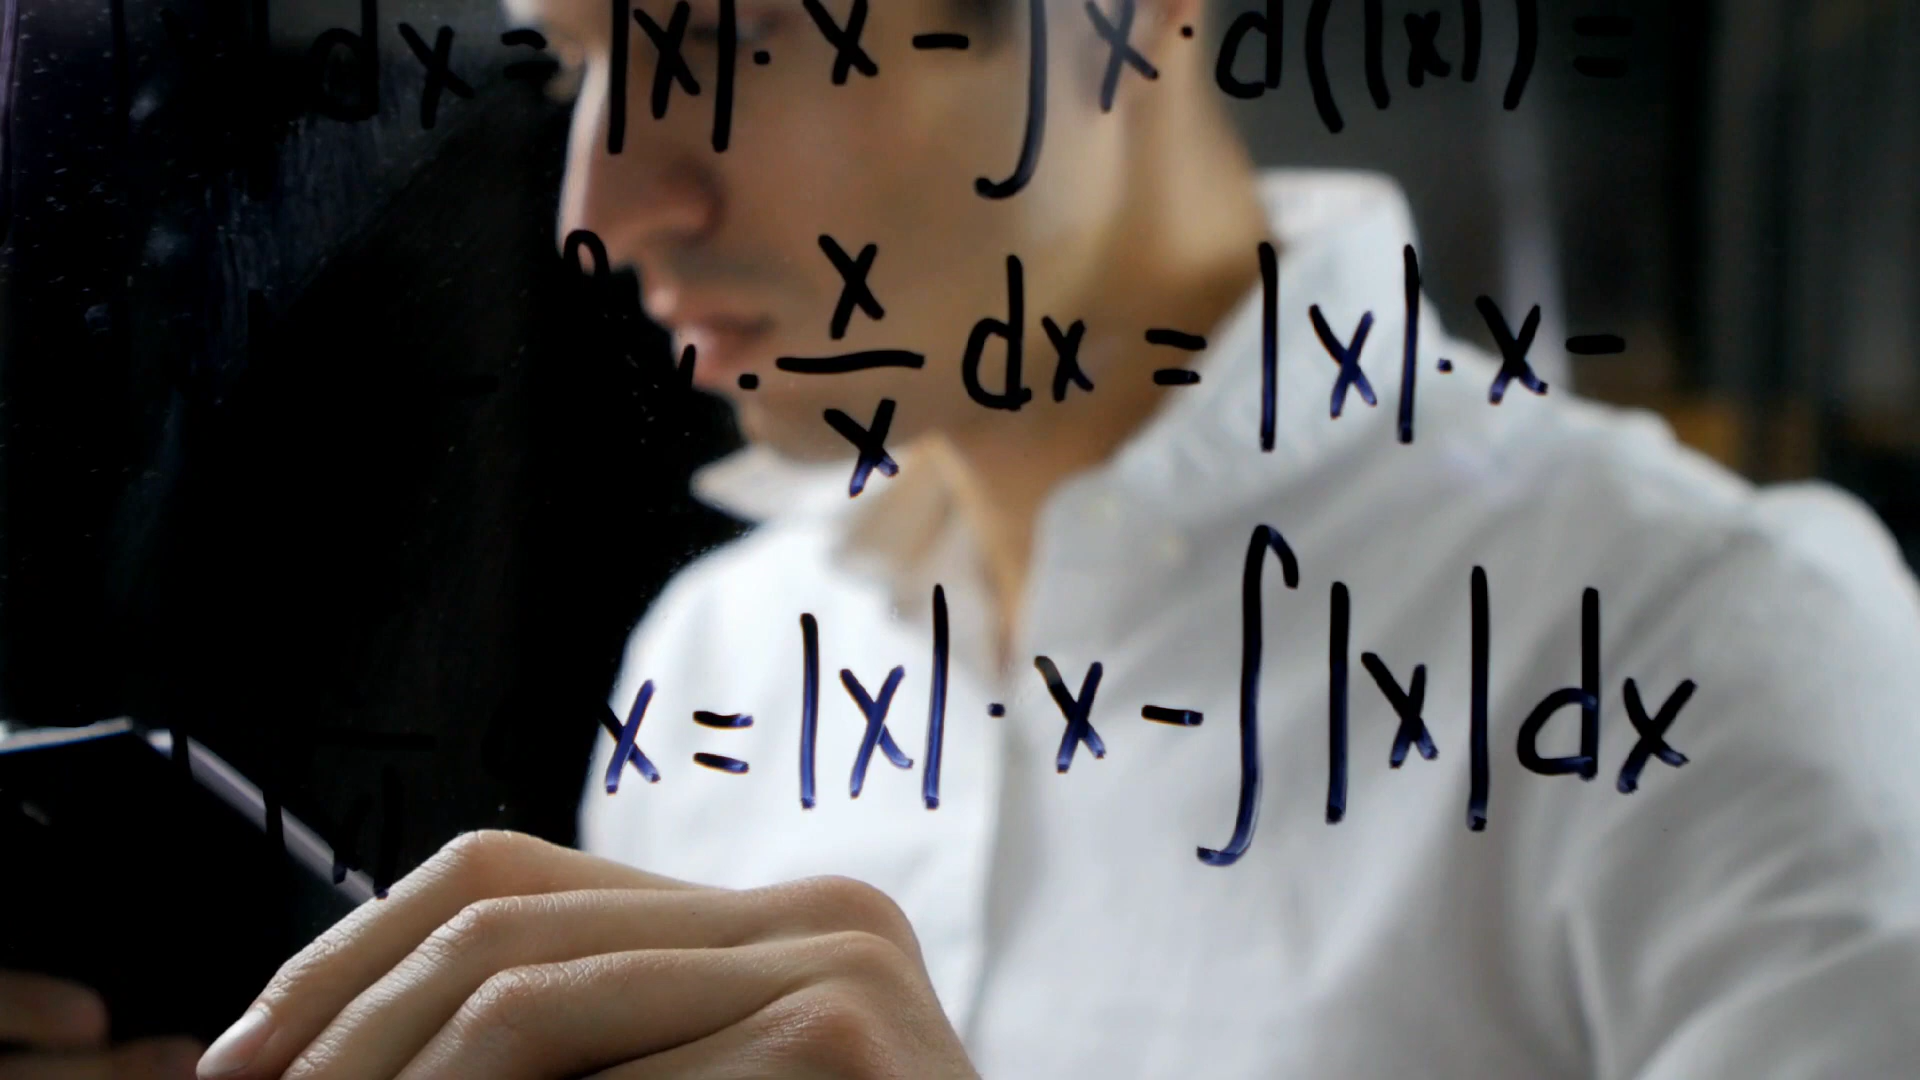 dx = |x| · x - ∫ x · d(|x|) =
· x/x dx = |x| · x -
x = |x| · x - ∫ |x| dx